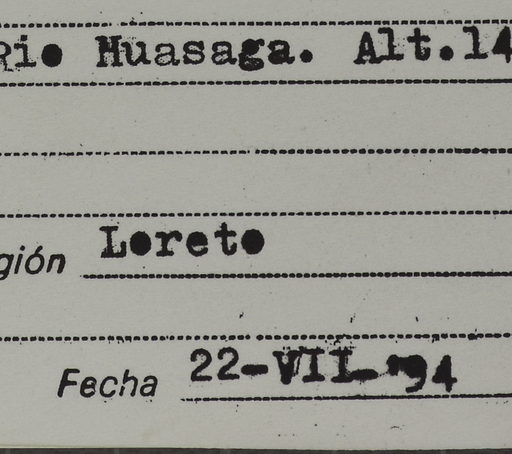 Rio Huasaga. Alt.14
gión Loreto
Fecha 22-VII-'94